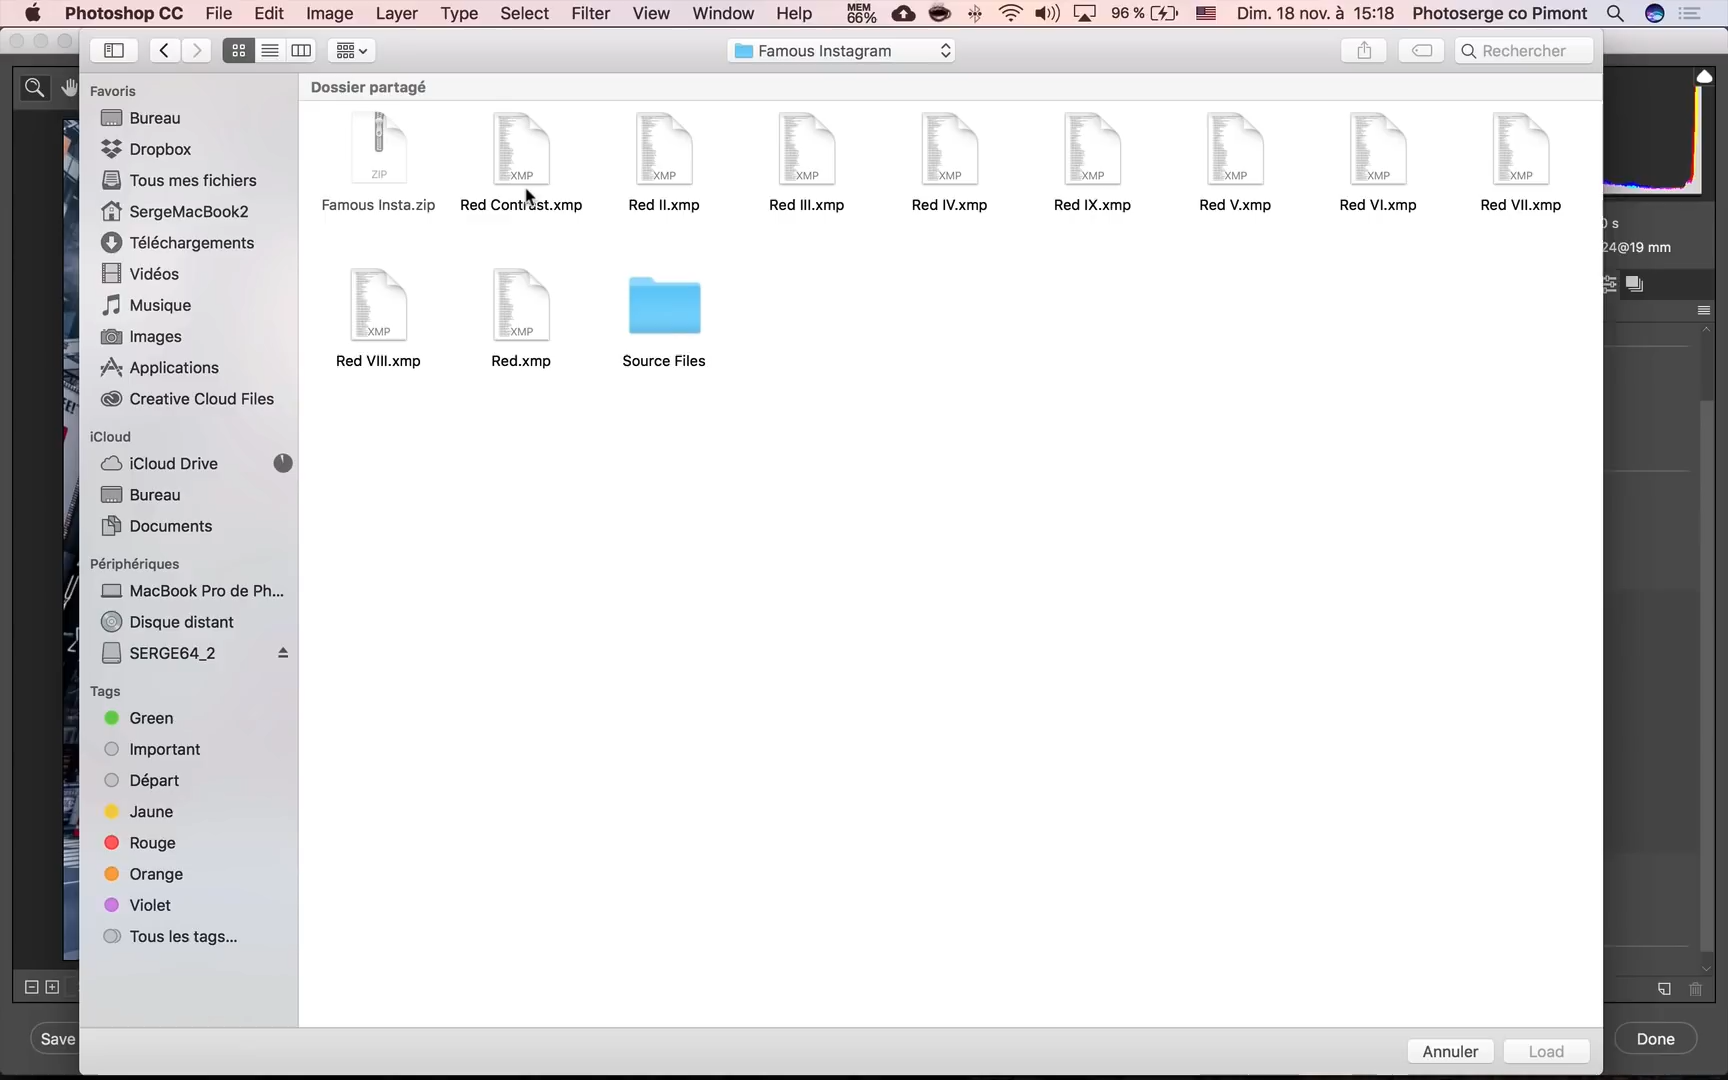 Photoshop CC File Edit Image Layer Type Select Filter View Window Help MEM 66% 96 % Dim. 18 nov. à 15:18 Photoserge co Pimont
Famous Instagram Rechercher
Favoris
Bureau
Dropbox
Tous mes fichiers
SergeMacBook2
Téléchargements
Vidéos
Musique
Images
Applications
Creative Cloud Files
iCloud
iCloud Drive
Bureau
Documents
Périphériques
MacBook Pro de Ph...
Disque distant
SERGE64_2
Tags
Green
Important
Départ
Jaune
Rouge
Orange
Violet
Tous les tags...
Dossier partagé
ZIP XMP XMP XMP XMP XMP XMP XMP XMP
Famous Insta.zip Red Contrast.xmp Red II.xmp Red III.xmp Red IV.xmp Red IX.xmp Red V.xmp Red VI.xmp Red VII.xmp
XMP XMP
Red VIII.xmp Red.xmp Source Files
0 s
24@19 mm
Save Annuler Load Done